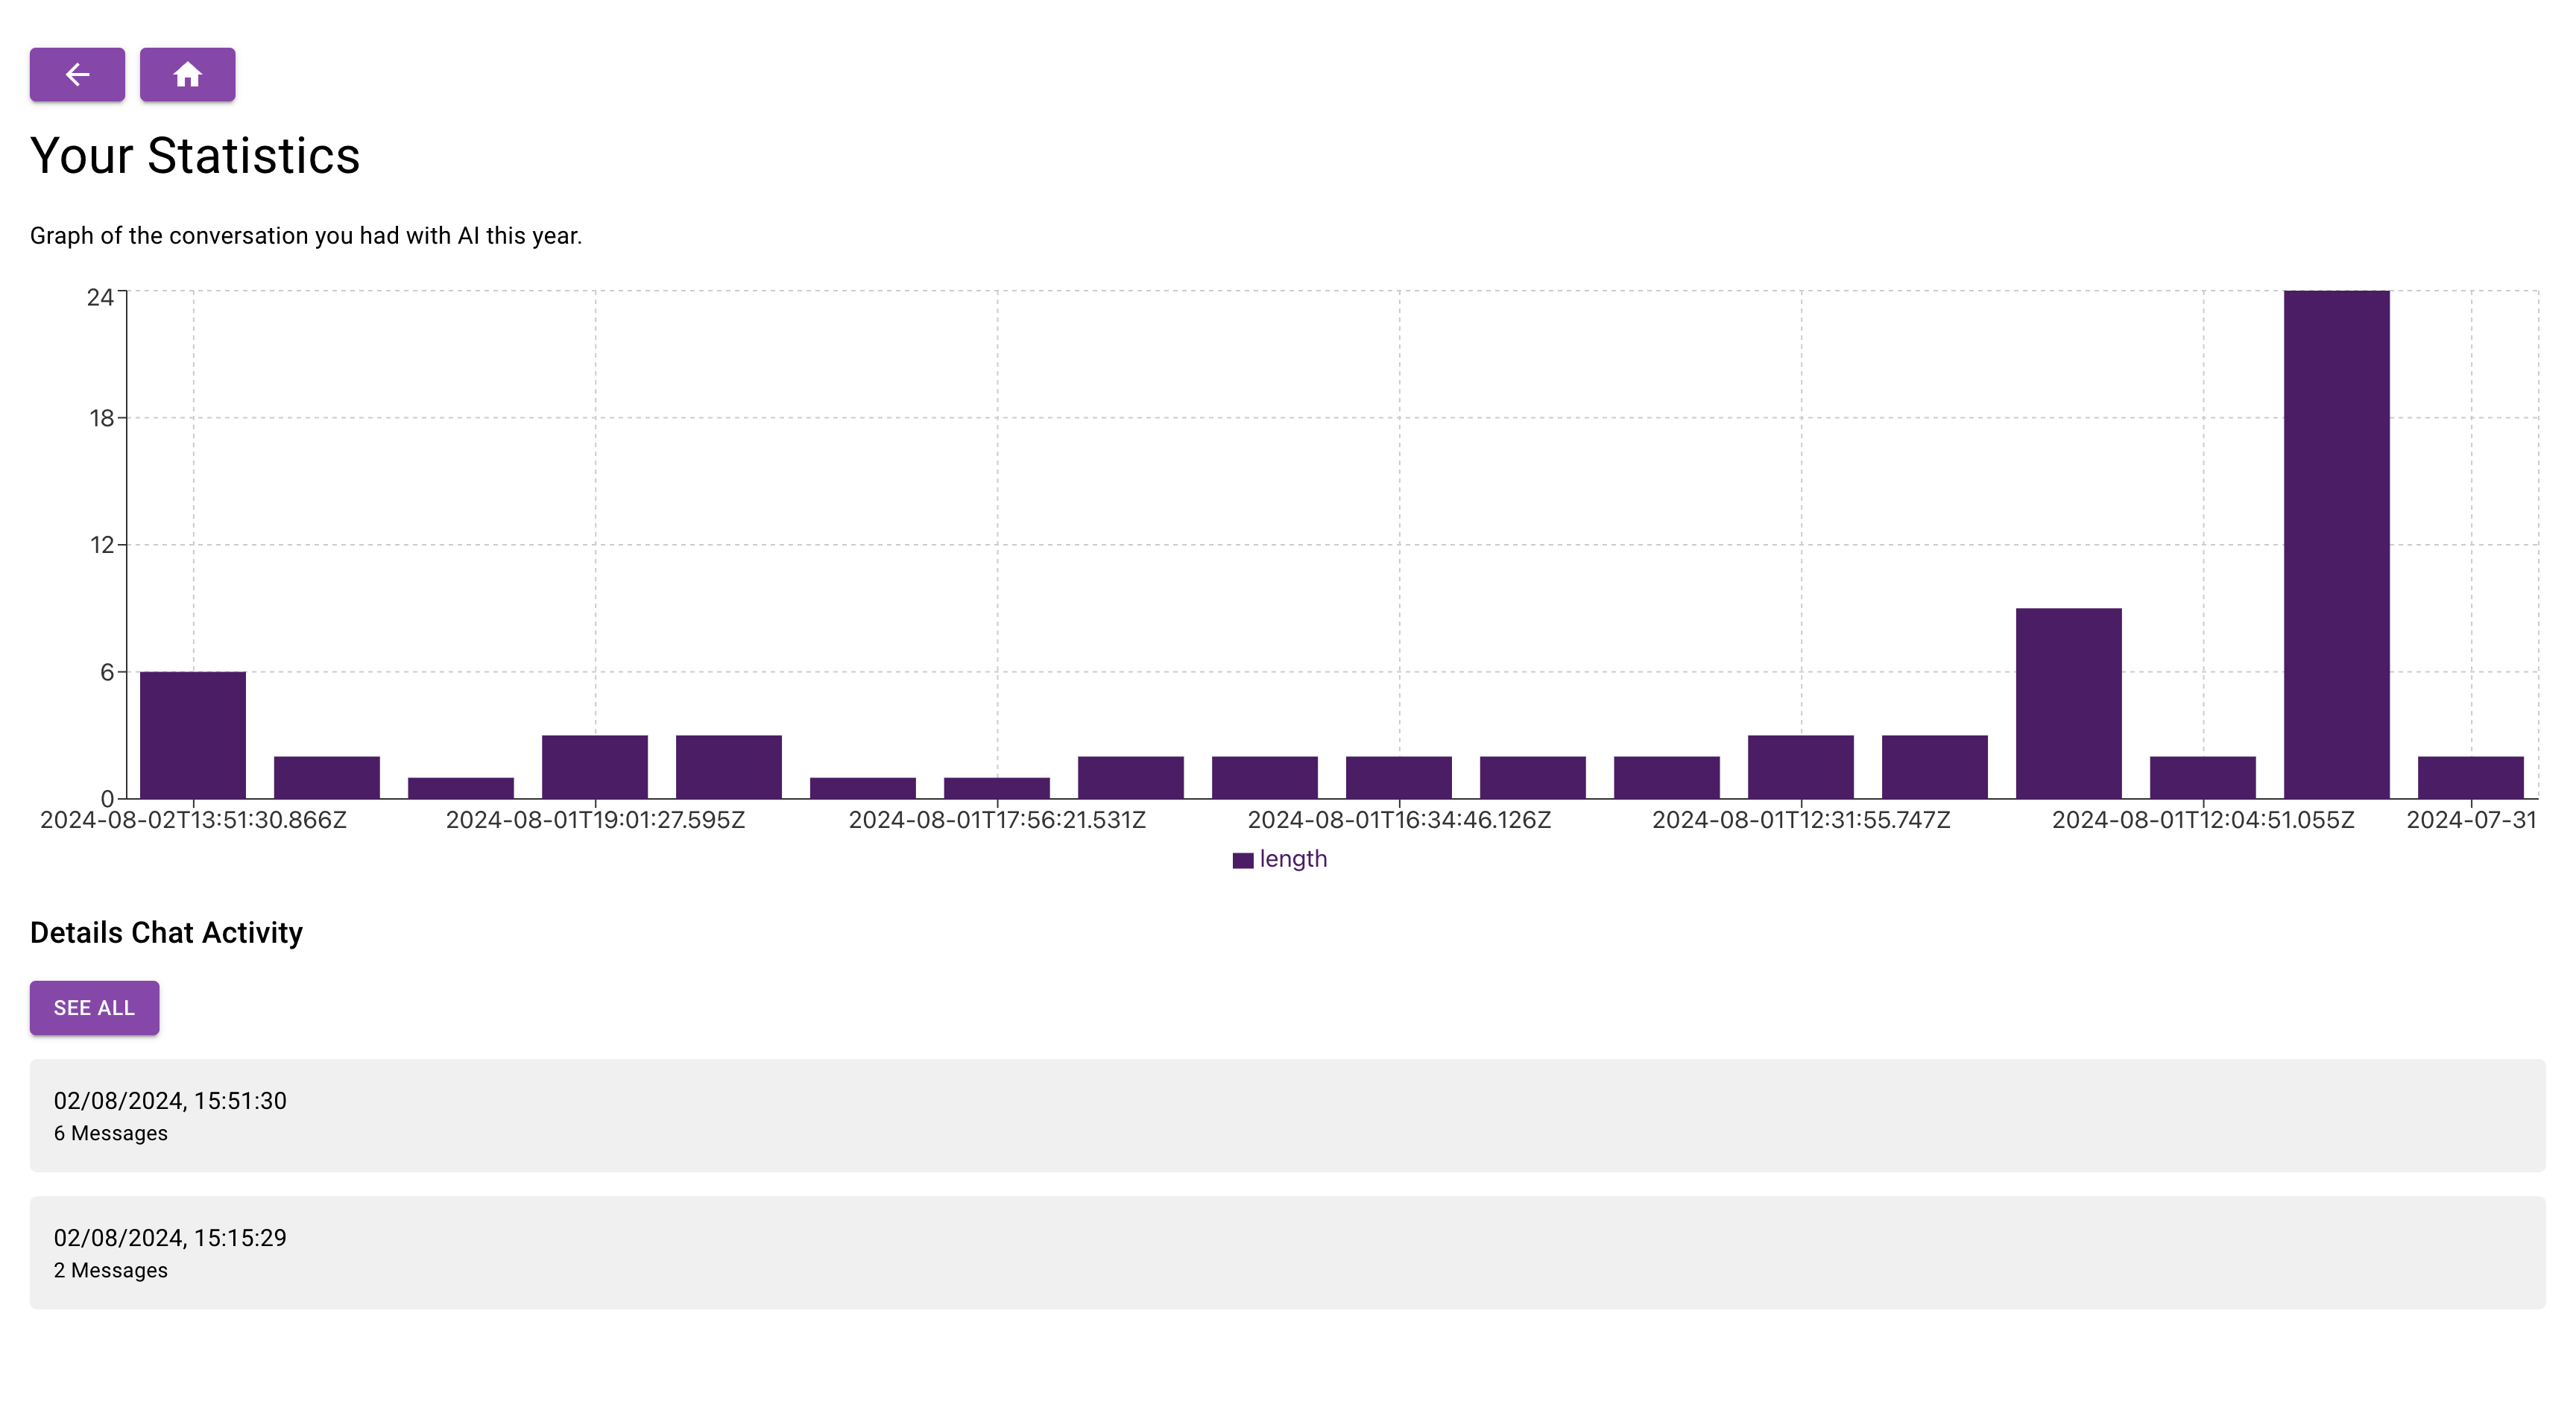 Your Statistics
Graph of the conversation you had with AI this year.
24
18
12
6
0
2024-08-02T13:51:30.866Z 2024-08-01T19:01:27.595Z 2024-08-01T17:56:21.531Z 2024-08-01T16:34:46.126Z 2024-08-01T12:31:55.747Z 2024-08-01T12:04:51.055Z 2024-07-31
length
Details Chat Activity
SEE ALL
02/08/2024, 15:51:30
6 Messages
02/08/2024, 15:15:29
2 Messages